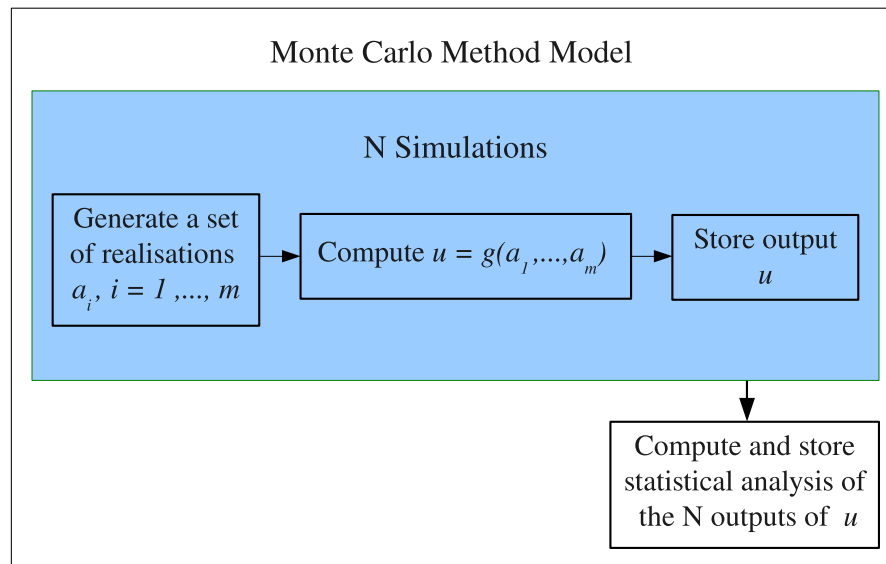 Monte Carlo Method Model
N Simulations
Generate a set
of realisations
a_i, i = 1 ,..., m
Compute u = g(a_1,...,a_m)
Store output
u
Compute and store
statistical analysis of
the N outputs of u